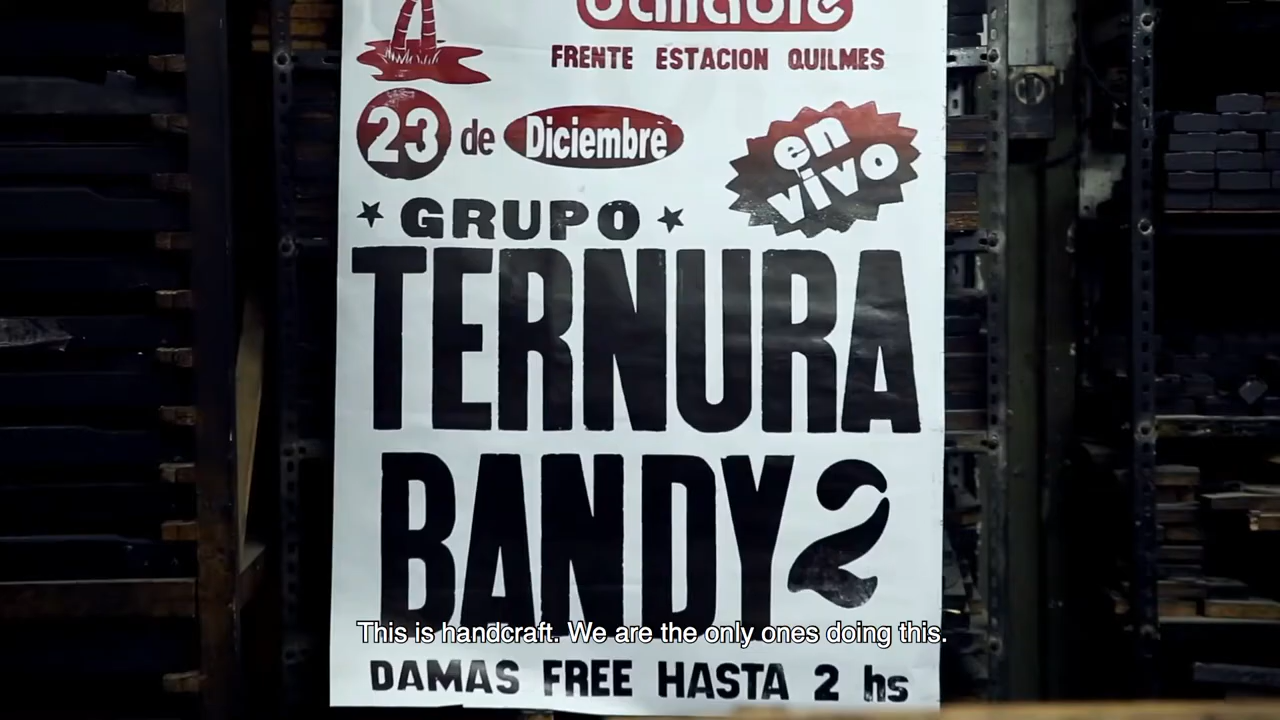 bailable
FRENTE ESTACION QUILMES
23 de Diciembre
en
vivo
GRUPO
TERNURA
BANDY 2
This is handcraft. We are the only ones doing this.
DAMAS FREE HASTA 2 hs